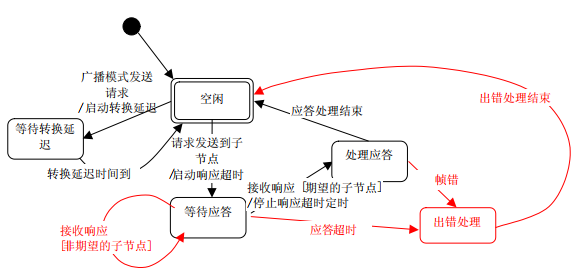 广播模式发送
请求
/启动转换延迟
空闲
出错处理结束
应答处理结束
等待转换延
迟
请求发送到子
节点
/启动响应超时
处理应答
转换延迟时间到
帧错
接收响应 [期望的子节点]
/停止响应超时定时
等待应答
出错处理
应答超时
接收响应
[非期望的子节点]